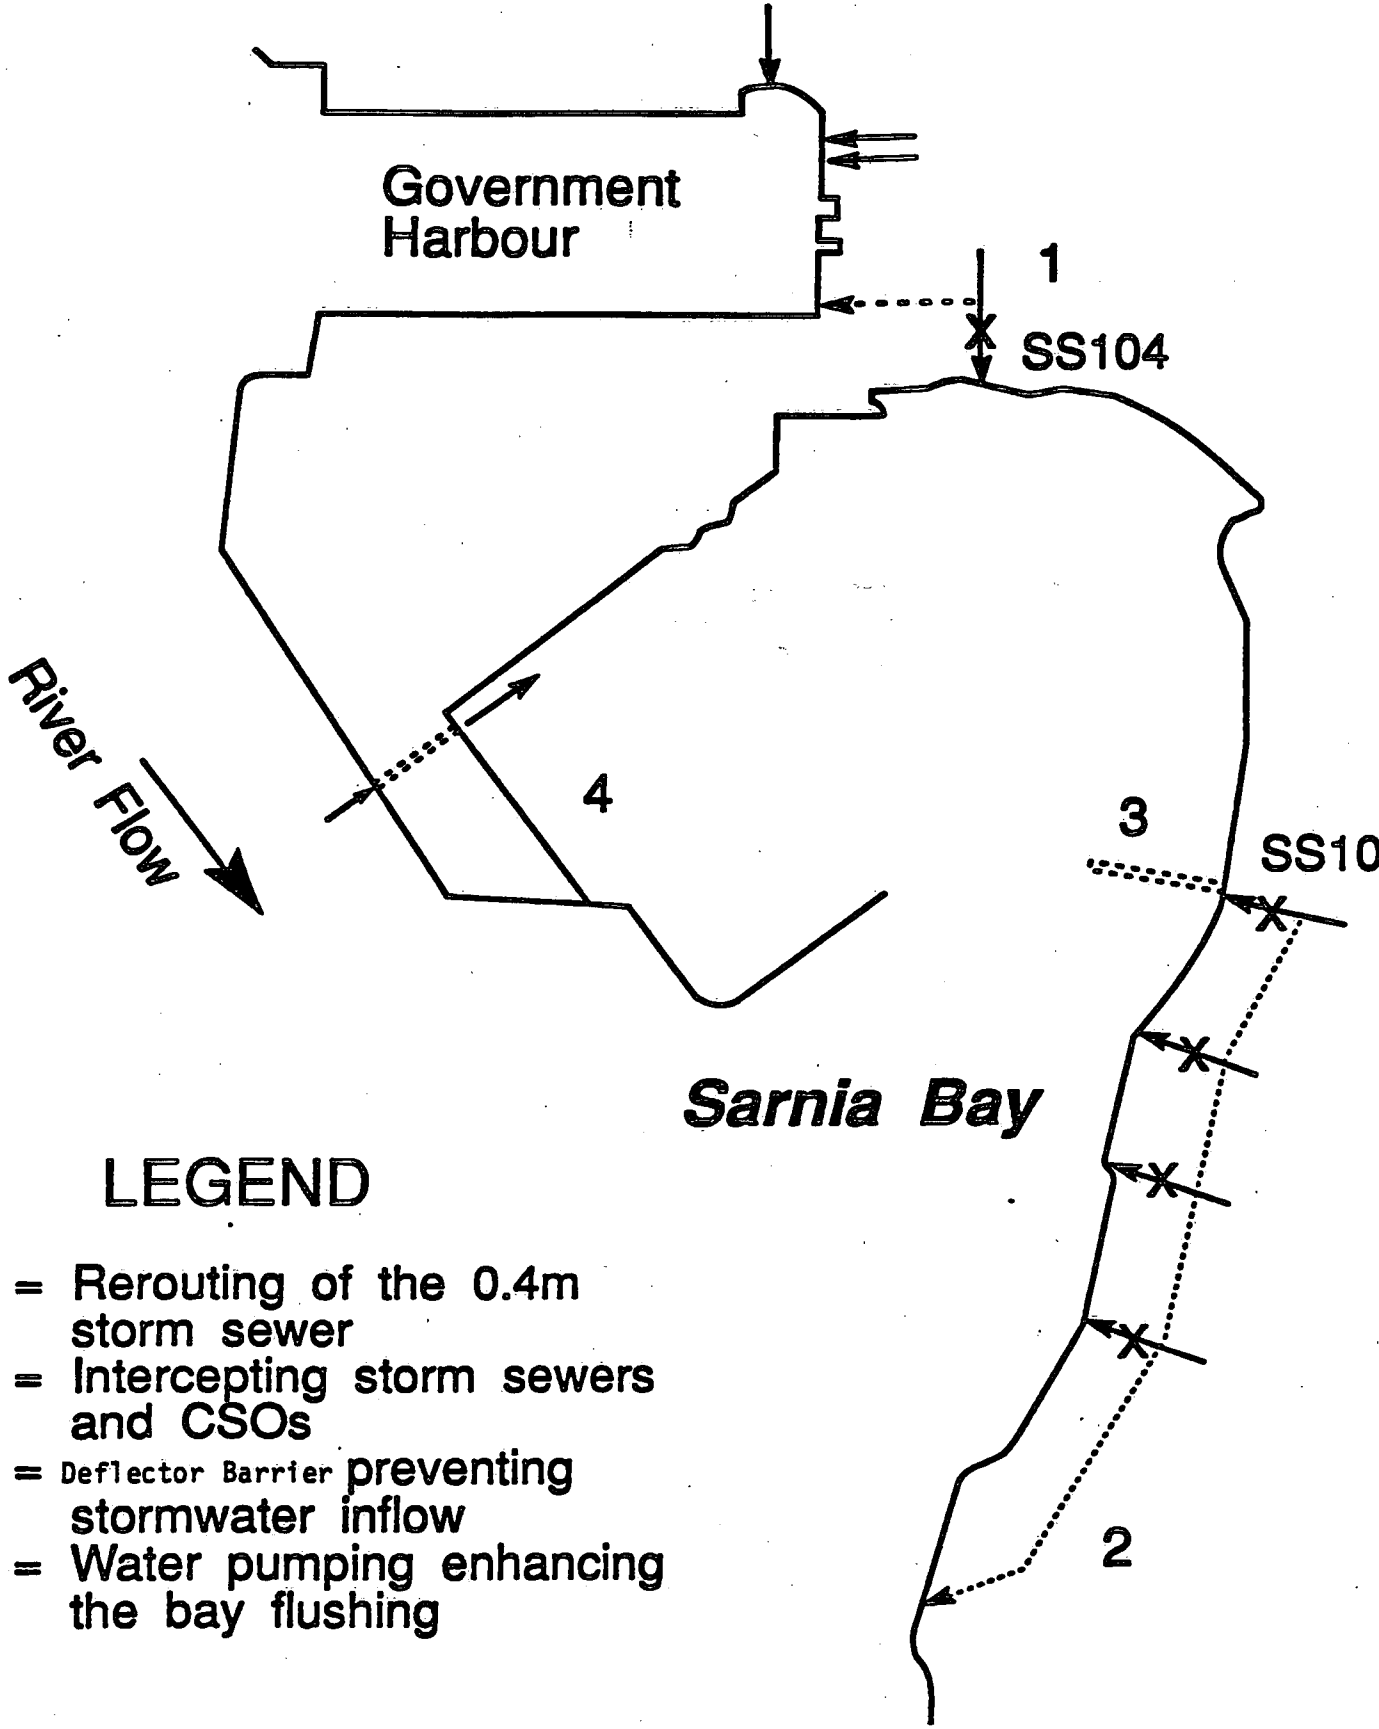 Government
Harbour
1
SS104
River Flow
4
3
SS10
Sarnia Bay
2
LEGEND
= Rerouting of the 0.4m
storm sewer
= Intercepting storm sewers
and CSOs
= Deflector Barrier preventing
stormwater inflow
= Water pumping enhancing
the bay flushing